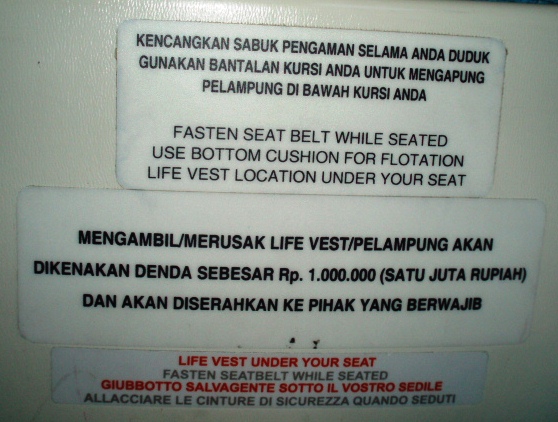 KENCANGKAN SABUK PENGAMAN SELAMA ANDA DUDUK
GUNAKAN BANTALAN KURSI ANDA UNTUK MENGAPUNG
PELAMPUNG DI BAWAH KURSI ANDA
FASTEN SEAT BELT WHILE SEATED
USE BOTTOM CUSHION FOR FLOTATION
LIFE VEST LOCATION UNDER YOUR SEAT
MENGAMBIL/MERUSAK LIFE VEST/PELAMPUNG AKAN
DIKENAKAN DENDA SEBESAR Rp. 1.000.000 (SATU JUTA RUPIAH)
DAN AKAN DISERAHKAN KE PIHAK YANG BERWAJIB
LIFE VEST UNDER YOUR SEAT
FASTEN SEATBELT WHILE SEATED
GIUBBOTTO SALVAGENTE SOTTO IL VOSTRO SEDILE
ALLACCIARE LE CINTURE DI SICUREZZA QUANDO SEDUTI